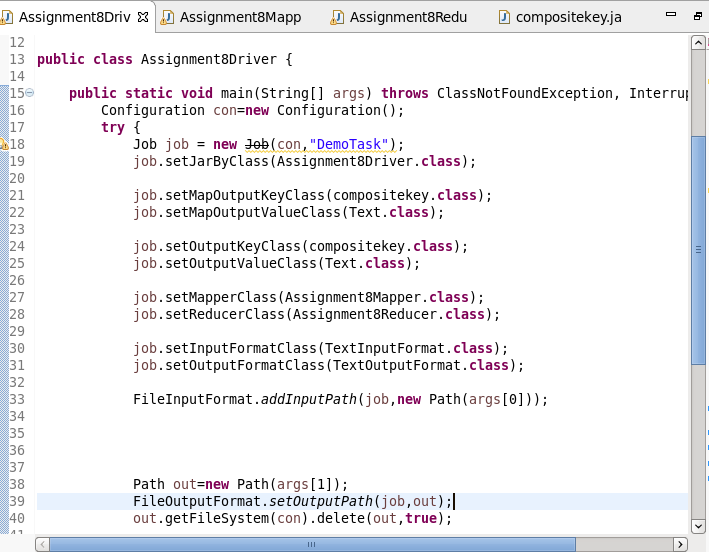 Assignment8Driv Assignment8Mapp Assignment8Redu compositekey.ja
12
13 public class Assignment8Driver {
14
15 public static void main(String[] args) throws ClassNotFoundException, Interrup
16 Configuration con=new Configuration();
17 try {
18 Job job = new Job(con,"DemoTask");
19 job.setJarByClass(Assignment8Driver.class);
20
21 job.setMapOutputKeyClass(compositekey.class);
22 job.setMapOutputValueClass(Text.class);
23
24 job.setOutputKeyClass(compositekey.class);
25 job.setOutputValueClass(Text.class);
26
27 job.setMapperClass(Assignment8Mapper.class);
28 job.setReducerClass(Assignment8Reducer.class);
29
30 job.setInputFormatClass(TextInputFormat.class);
31 job.setOutputFormatClass(TextOutputFormat.class);
32
33 FileInputFormat.addInputPath(job,new Path(args[0]));
34
35
36
37
38 Path out=new Path(args[1]);
39 FileOutputFormat.setOutputPath(job,out);
40 out.getFileSystem(con).delete(out,true);